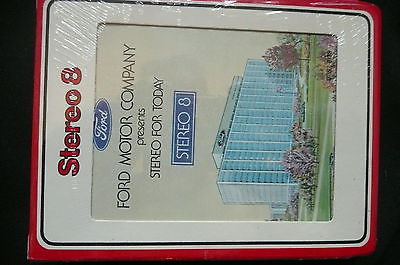 Stereo 8
Ford
FORD MOTOR COMPANY
presents
STEREO FOR TODAY
STEREO 8